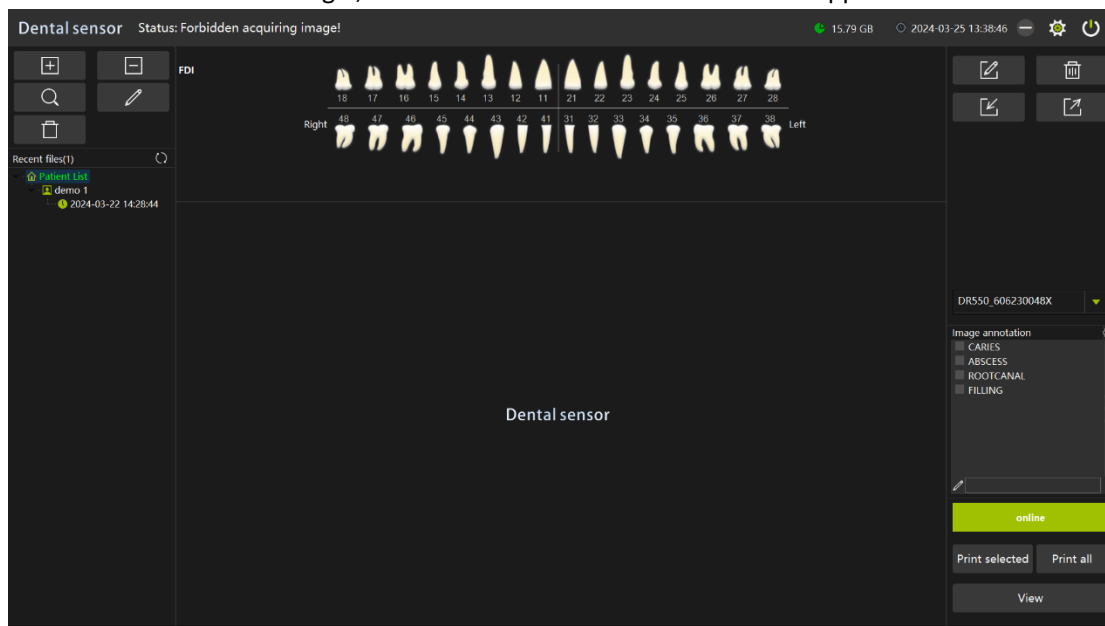 Dental sensor Status: Forbidden acquiring image! 15.79 GB 2024-03-25 13:38:46
FDI
18 17 16 15 14 13 12 11 21 22 23 24 25 26 27 28
Right 48 47 46 45 44 43 42 41 31 32 33 34 35 36 37 38 Left
Recent files(1)
Patient List
demo 1
2024-03-22 14:28:44
Dental sensor
DR550_606230048X
Image annotation
CARIES
ABSCESS
ROOTCANAL
FILLING
online
Print selected Print all
View